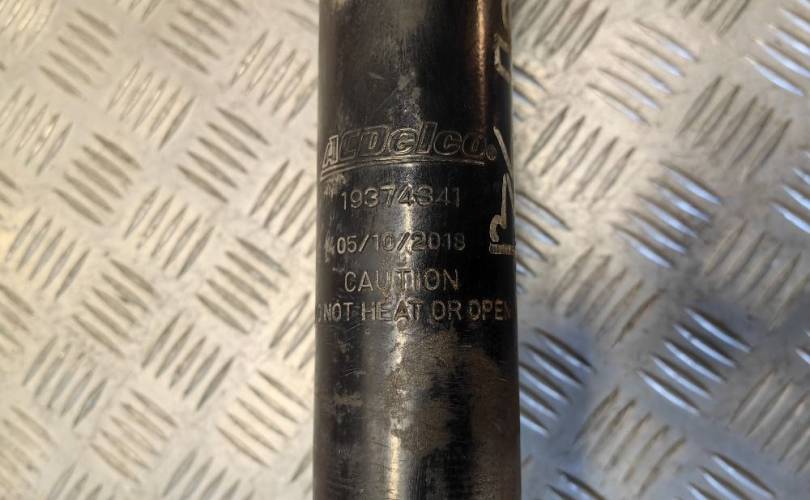 ACDelco®
19374341
05/10/2018
CAUTION
NOT HEAT OR OPEN